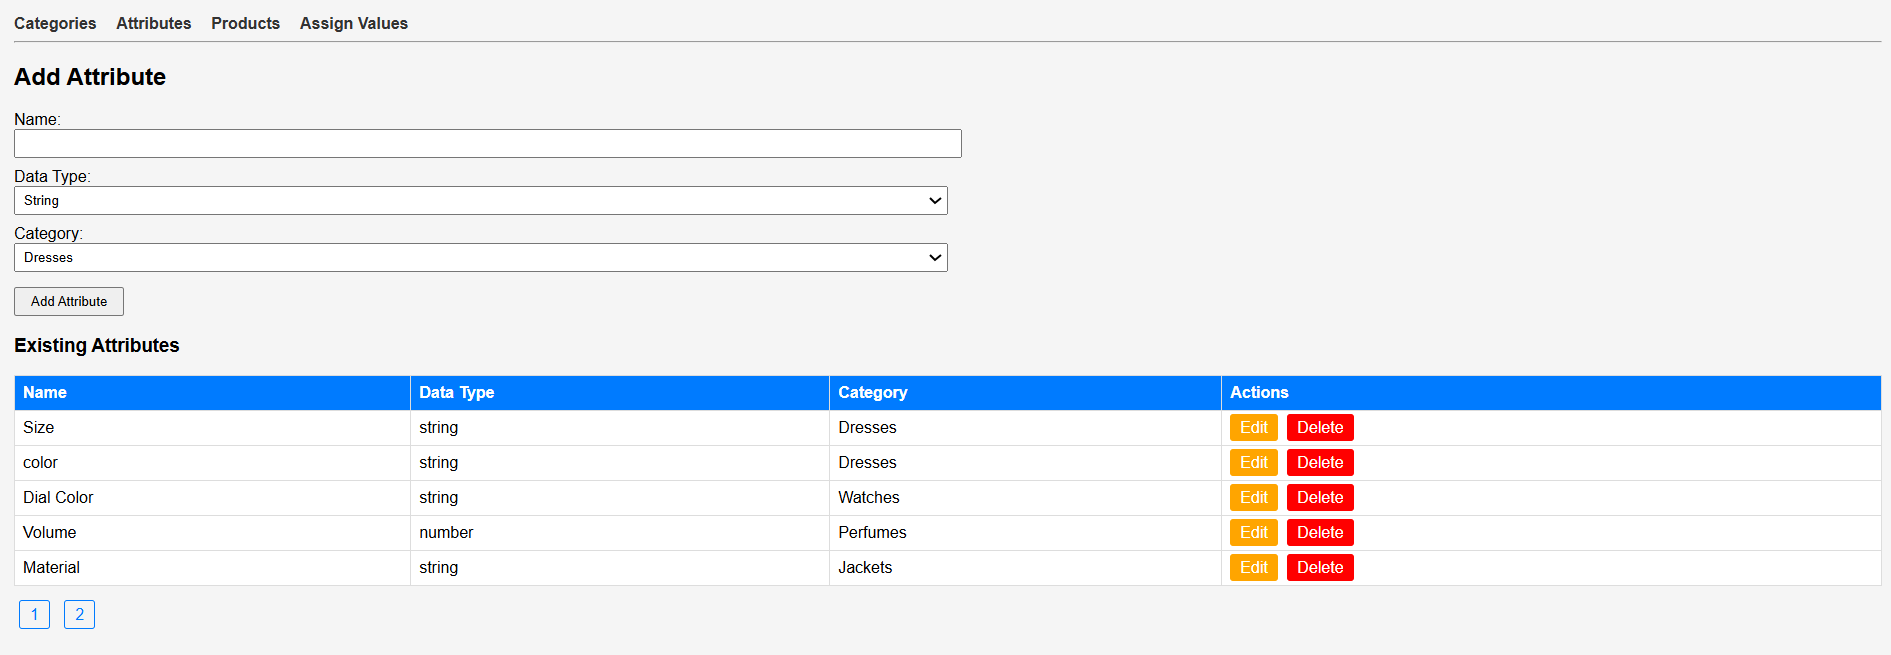 Categories Attributes Products Assign Values
Add Attribute
Name:
Data Type:
String
Category:
Dresses
Add Attribute
Existing Attributes
Name Data Type Category Actions
Size string Dresses Edit Delete
color string Dresses Edit Delete
Dial Color string Watches Edit Delete
Volume number Perfumes Edit Delete
Material string Jackets Edit Delete
1 2